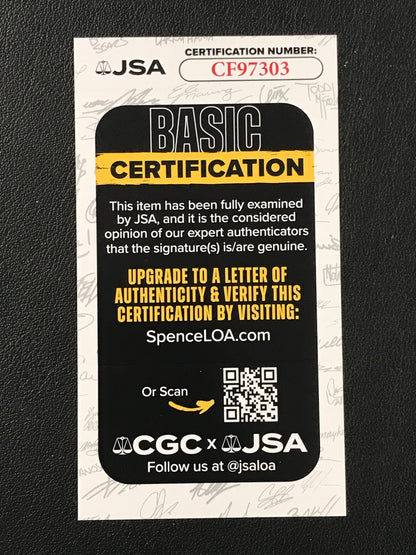 JSA
CERTIFICATION NUMBER:
CF97303
BASIC
CERTIFICATION
This item has been fully examined
by JSA, and it is the considered
opinion of our expert authenticators
that the signature(s) is/are genuine.
UPGRADE TO A LETTER OF
AUTHENTICITY & VERIFY THIS
CERTIFICATION BY VISITING:
SpenceLOA.com
Or Scan
CGC x JSA
Follow us at @jsaloa